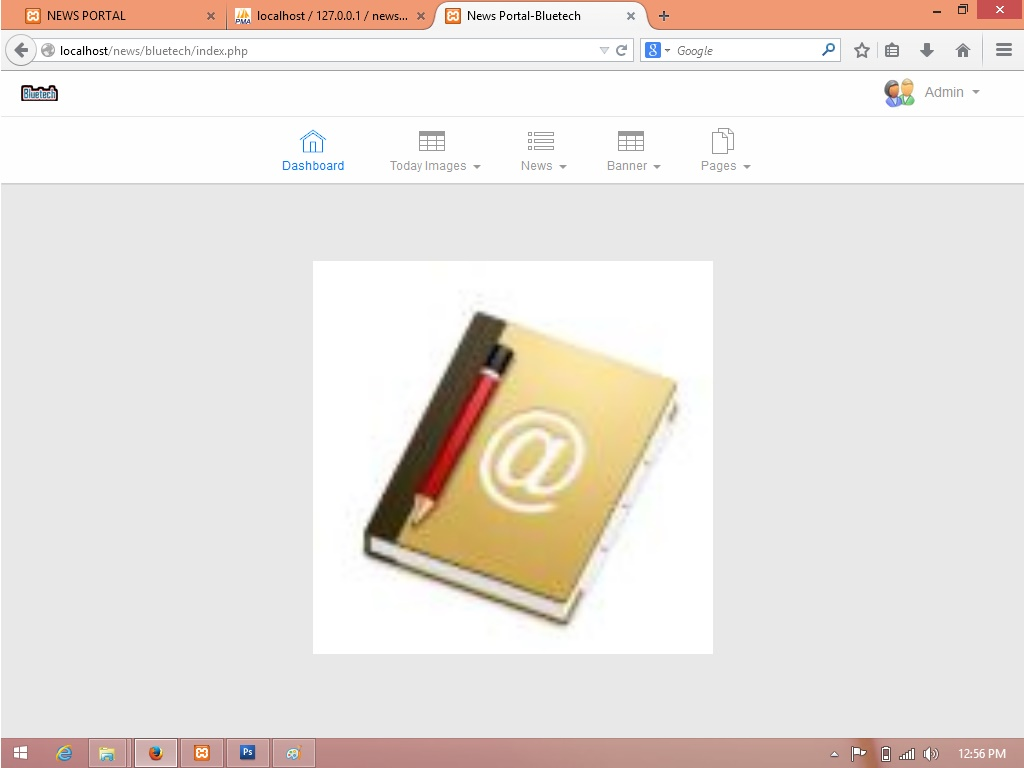 NEWS PORTAL
localhost / 127.0.0.1 / news...
News Portal-Bluetech
localhost/news/bluetech/index.php
Google
Bluetech
Admin
Dashboard
Today Images
News
Banner
Pages
@
Ps
12:56 PM